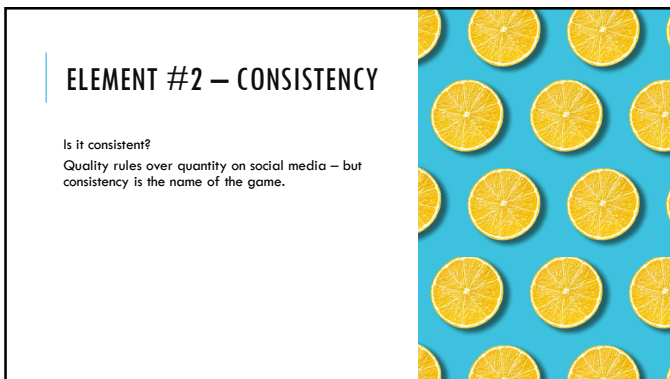 ELEMENT #2 – CONSISTENCY
Is it consistent?
Quality rules over quantity on social media – but
consistency is the name of the game.